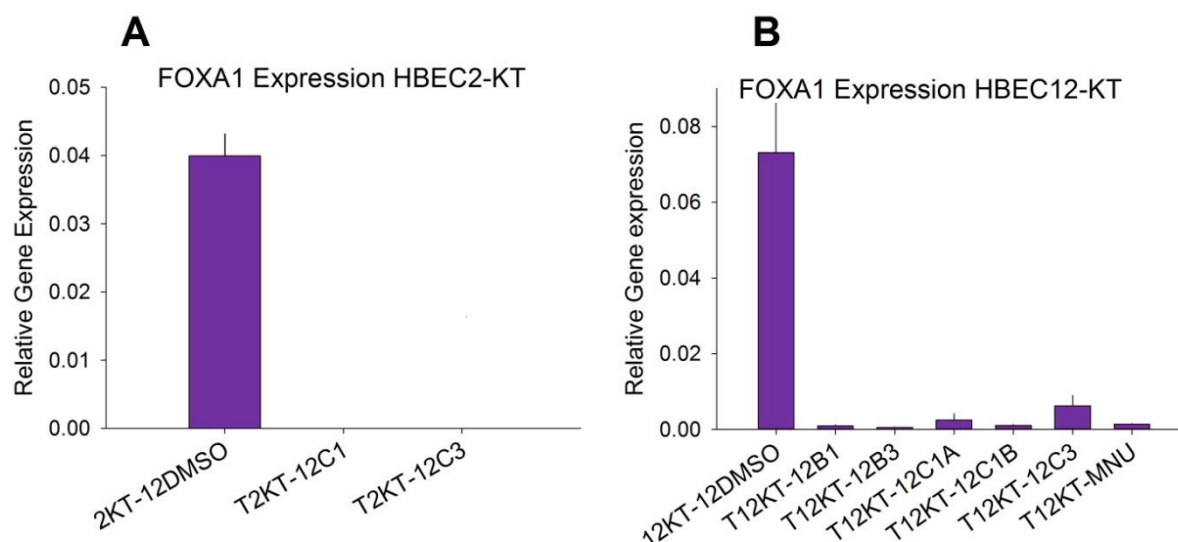 A
FOXA1 Expression HBEC2-KT
Relative Gene Expression
0.05
0.04
0.03
0.02
0.01
0.00
2KT-12DMSO
T2KT-12C1
T2KT-12C3
B
FOXA1 Expression HBEC12-KT
Relative Gene expression
0.08
0.06
0.04
0.02
0.00
12KT-12DMSO
T12KT-12B1
T12KT-12B3
T12KT-12C1A
T12KT-12C1B
T12KT-12C3
T12KT-MNU